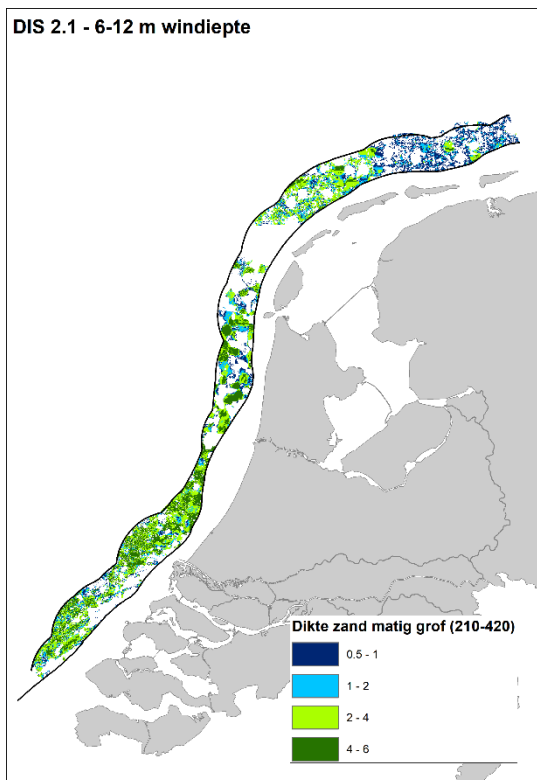 DIS 2.1 - 6-12 m windiepte
Dikte zand matig grof (210-420)
0.5 - 1
1 - 2
2 - 4
4 - 6